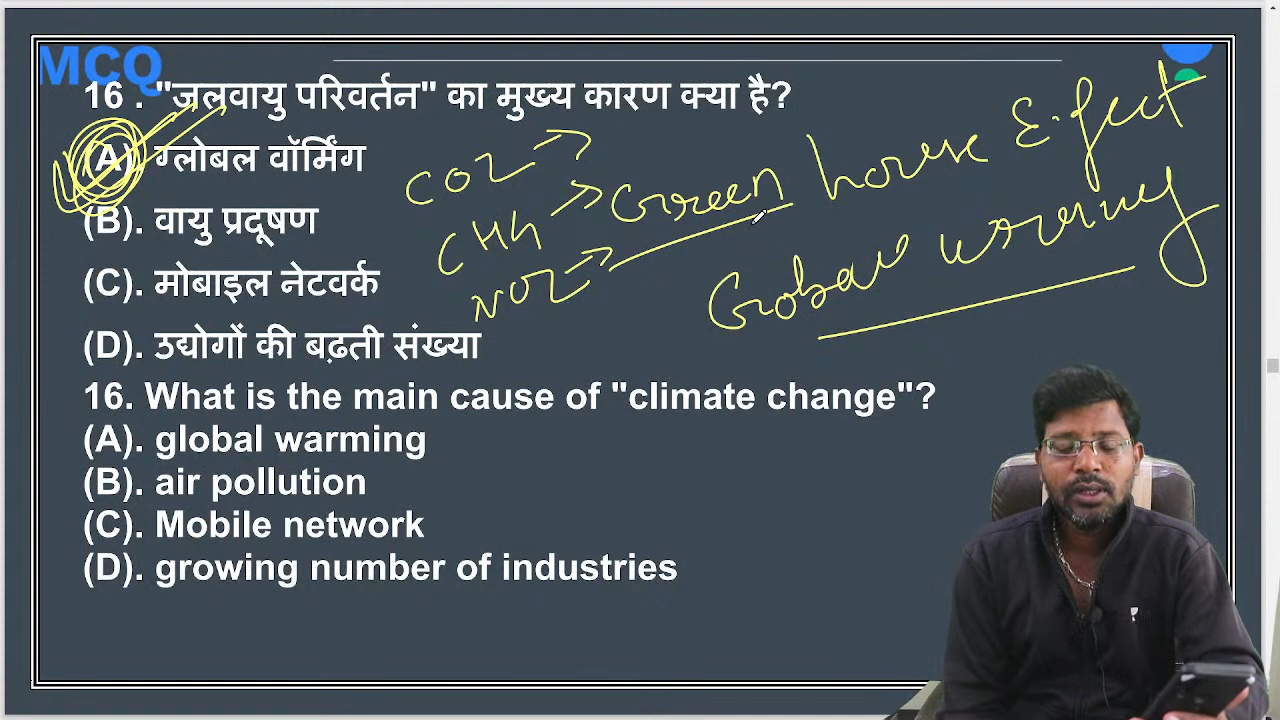 MCQ
16 . "जलवायु परिवर्तन" का मुख्य कारण क्या है?
(A) ग्लोबल वॉर्मिंग
(B). वायु प्रदूषण
(C). मोबाइल नेटवर्क
(D). उद्योगों की बढ़ती संख्या
CO2 →
CH4 → Green house Effect
NO2 →
Global warming
16. What is the main cause of "climate change"?
(A). global warming
(B). air pollution
(C). Mobile network
(D). growing number of industries